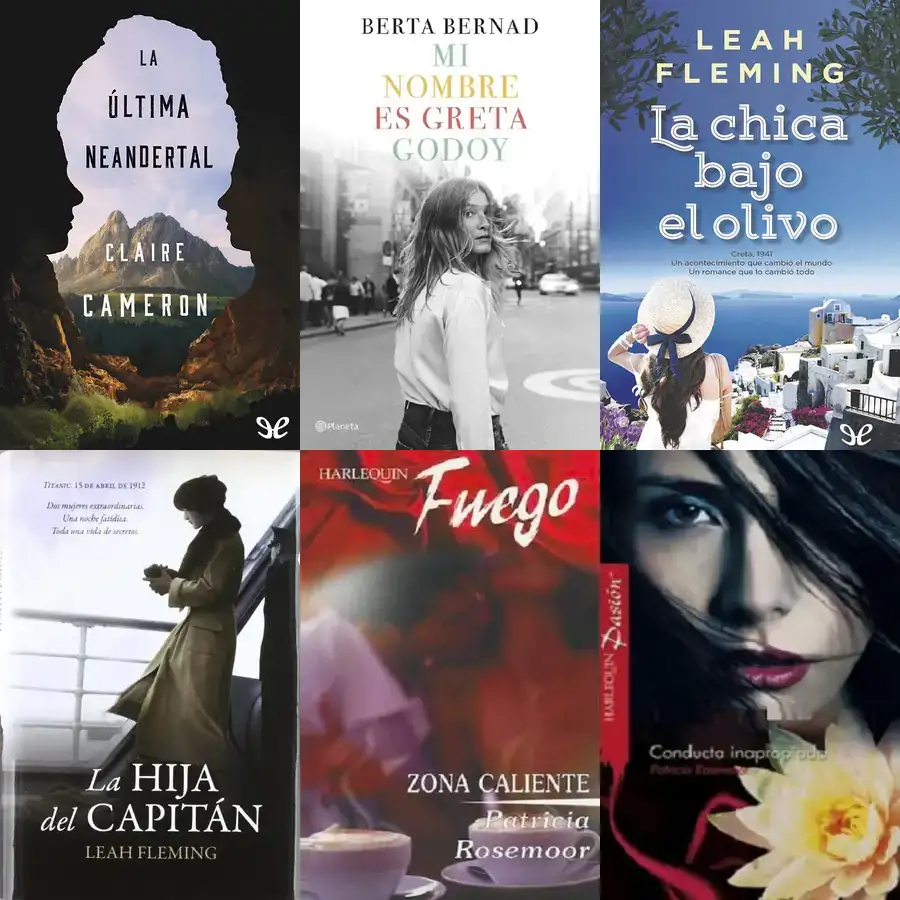 LA
ÚLTIMA
NEANDERTAL
CLAIRE
CAMERON
BERTA BERNAD
MI
NOMBRE
ES GRETA
GODOY
Planeta
LEAH
FLEMING
La chica
bajo
el olivo
Creta, 1941
Un acontecimiento que cambió el mundo
Un romance que lo cambió todo
TITANIC. 15 DE ABRIL DE 1912
Dos mujeres extraordinarias.
Una noche fatídica.
Toda una vida de secretos.
La HIJA
del CAPITÁN
LEAH FLEMING
HARLEQUIN
Fuego
ZONA CALIENTE
Patricia
Rosemoor
HARLEQUIN Pasión
Conducta inapropiada
Patricia Rosemoor